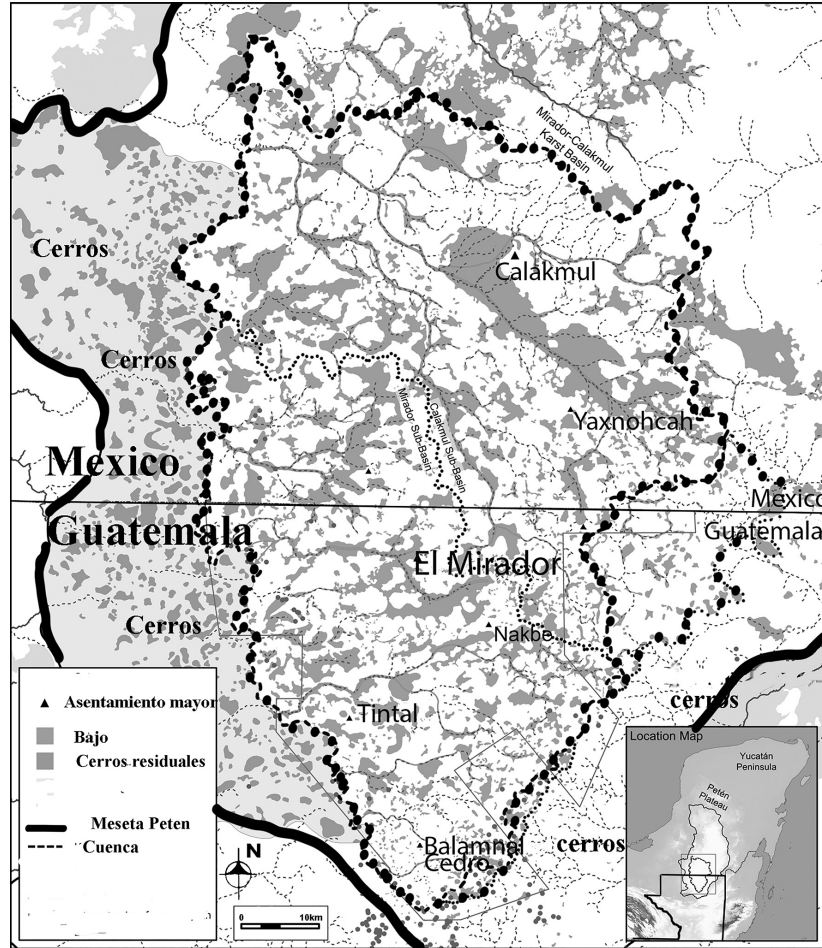 Mirador-Calakmul
Karst Basin
Cerros
Calakmul
Cerros
Mirador Sub-Basin
Calakmul Sub-Basin
Yaxnohcah
Mexico
Mexico
Guatemala
Guatemala
El Mirador
Cerros
Nakbe
cerros
Tintal
cerros
Balamnal
Cedro
Asentamiento mayor
Bajo
Cerros residuales
Meseta Peten
Cuenca
N
0 10km
Location Map
Yucatán
Peninsula
Petén
Plateau